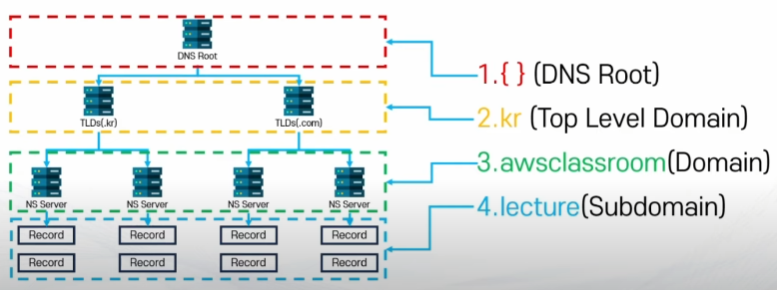 DNS Root
TLDs(.kr) TLDs(.com)
NS Server NS Server NS Server NS Server
Record Record Record Record
Record Record Record Record
1.{ } (DNS Root)
2.kr (Top Level Domain)
3.awsclassroom(Domain)
4.lecture(Subdomain)